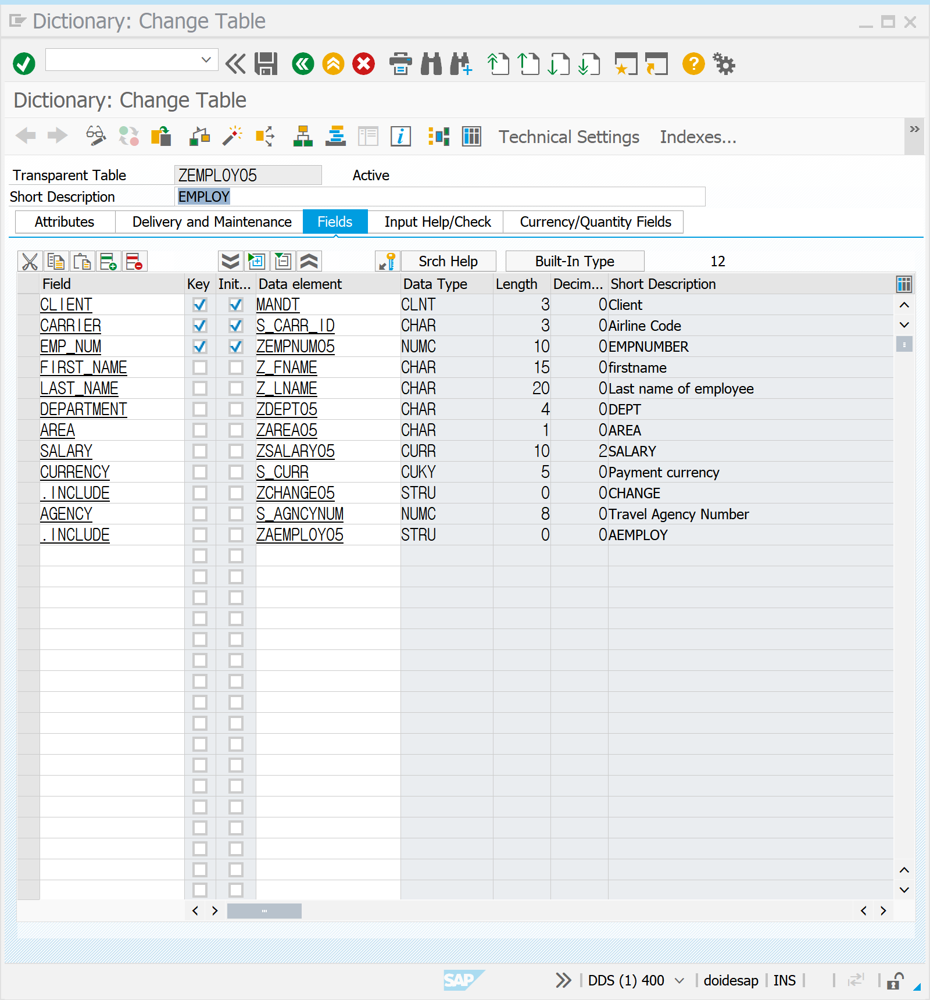 Dictionary: Change Table
Dictionary: Change Table
Technical Settings Indexes...
Transparent Table ZEMPLOY05 Active
Short Description EMPLOY
Attributes Delivery and Maintenance Fields Input Help/Check Currency/Quantity Fields
Srch Help Built-In Type 12
Field Key Init... Data element Data Type Length Decim... Short Description
CLIENT MANDT CLNT 3 0 Client
CARRIER S_CARR_ID CHAR 3 0 Airline Code
EMP_NUM ZEMPNUM05 NUMC 10 0 EMPNUMBER
FIRST_NAME Z_FNAME CHAR 15 0 firstname
LAST_NAME Z_LNAME CHAR 20 0 Last name of employee
DEPARTMENT ZDEPT05 CHAR 4 0 DEPT
AREA ZAREA05 CHAR 1 0 AREA
SALARY ZSALARY05 CURR 10 2 SALARY
CURRENCY S_CURR CUKY 5 0 Payment currency
.INCLUDE ZCHANGE05 STRU 0 0 CHANGE
AGENCY S_AGNCYNUM NUMC 8 0 Travel Agency Number
.INCLUDE ZAEMPLOY05 STRU 0 0 AEMPLOY
SAP DDS (1) 400 doidesap INS